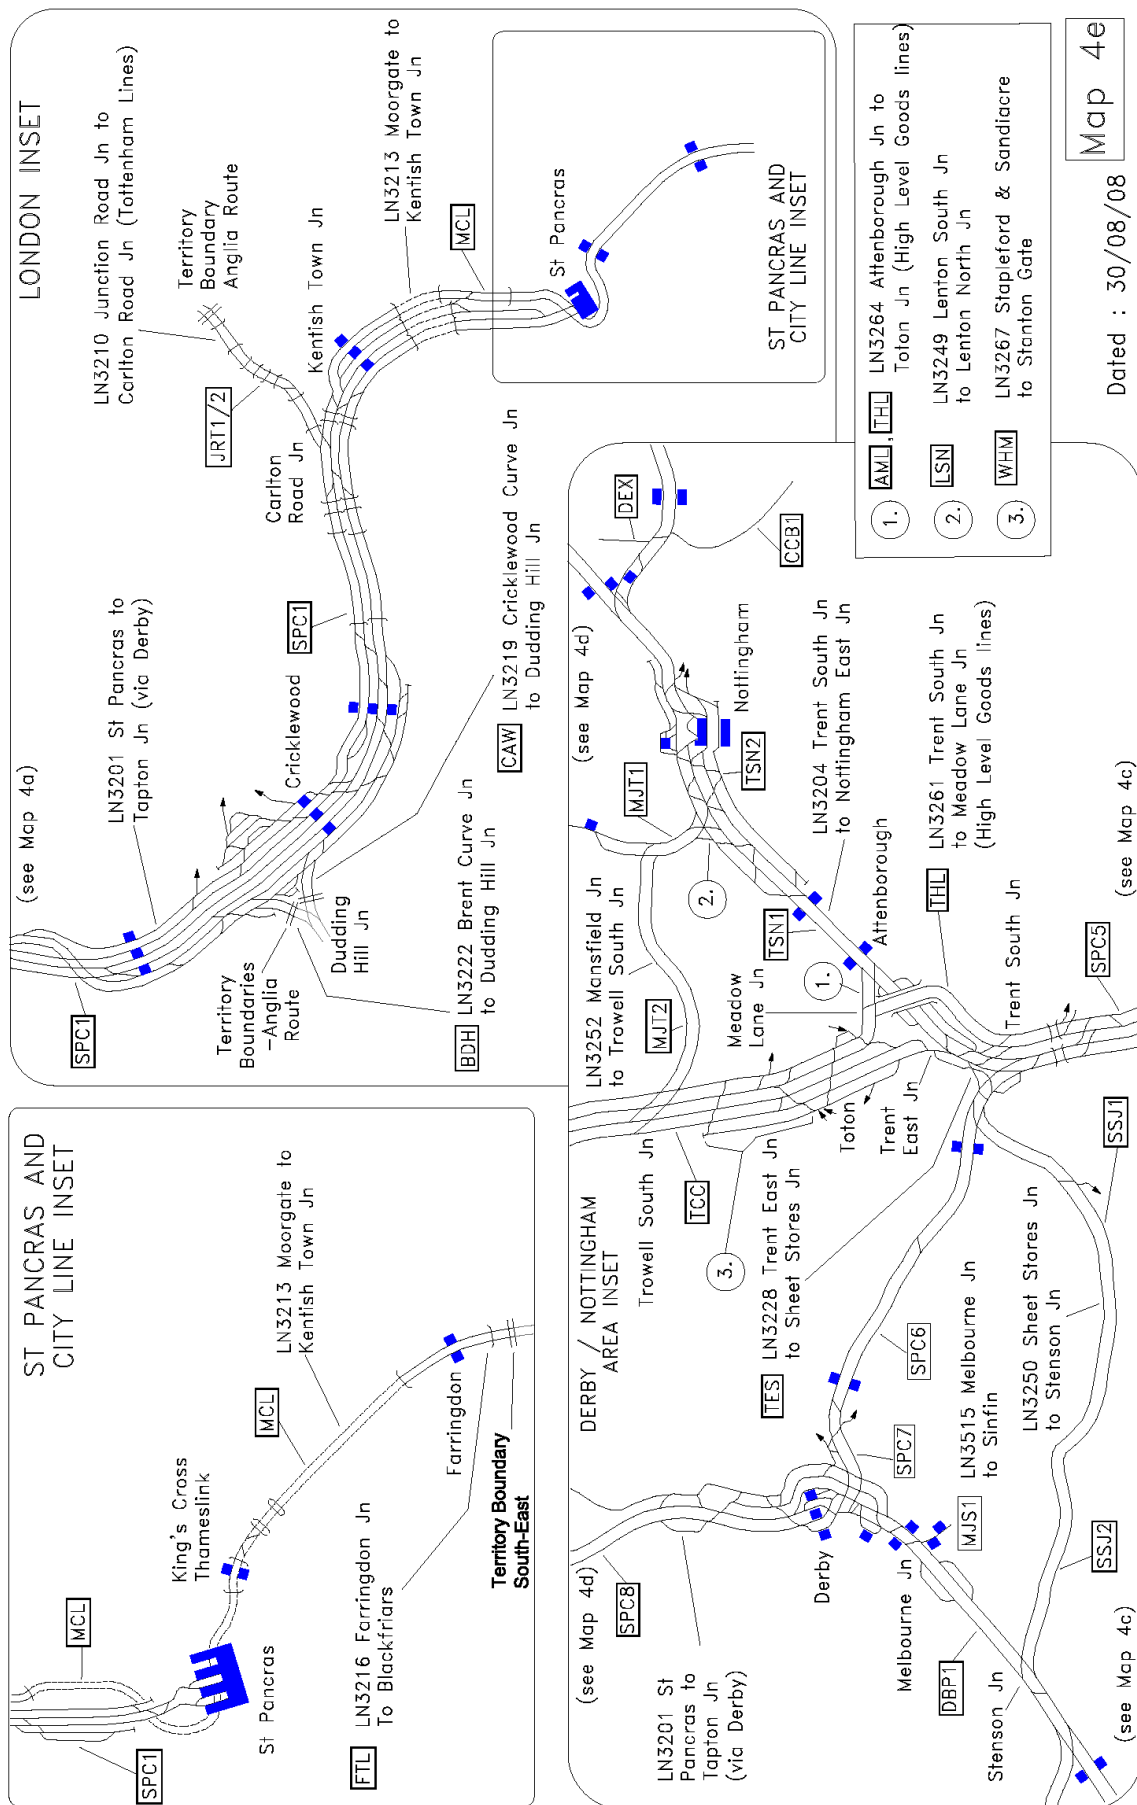 ST PANCRAS AND
CITY LINE INSET
MCL
SPC1
St Pancras
King's Cross
Thameslink
MCL
LN3213 Moorgate to
Kentish Town Jn
Farringdon
FTL
LN3216 Farringdon Jn
To Blackfriars
Territory Boundary
South-East
LONDON INSET
(see Map 4a)
SPC1
LN3201 St Pancras to
Tapton Jn (via Derby)
Cricklewood
Territory
Boundaries
-Anglia
Route
Dudding
Hill Jn
BDH
LN3222 Brent Curve Jn
to Dudding Hill Jn
CAW
LN3219 Cricklewood Curve Jn
to Dudding Hill Jn
SPC1
Carlton
Road Jn
JRT1/2
LN3210 Junction Road Jn to
Carlton Road Jn (Tottenham Lines)
Territory
Boundary
Anglia Route
Kentish Town Jn
LN3213 Moorgate to
Kentish Town Jn
MCL
St Pancras
ST PANCRAS AND
CITY LINE INSET
DERBY / NOTTINGHAM
AREA INSET
(see Map 4d)
SPC8
LN3201 St
Pancras to
Tapton Jn
(via Derby)
Derby
Melbourne Jn
DBP1
Stenson Jn
(see Map 4c)
SSJ2
MJS1
LN3515 Melbourne Jn
to Sinfin
SPC7
SPC6
LN3250 Sheet Stores Jn
to Stenson Jn
SSJ1
TES
LN3228 Trent East Jn
to Sheet Stores Jn
3.
TCC
Trowell South Jn
Toton
Trent
East Jn
LN3252 Mansfield Jn
to Trowell South Jn
MJT2
MJT1
Meadow
Lane Jn
1.
2.
TSN1
Attenborough
TSN2
Nottingham
(see Map 4d)
DEX
CCB1
LN3204 Trent South Jn
to Nottingham East Jn
LN3261 Trent South Jn
to Meadow Lane Jn
(High Level Goods lines)
THL
Trent South Jn
SPC5
(see Map 4c)
1.
AML, THL
LN3264 Attenborough Jn to
Toton Jn (High Level Goods lines)
2.
LSN
LN3249 Lenton South Jn
to Lenton North Jn
3.
WHM
LN3267 Stapleford & Sandiacre
to Stanton Gate
Dated : 30/08/08
Map 4e